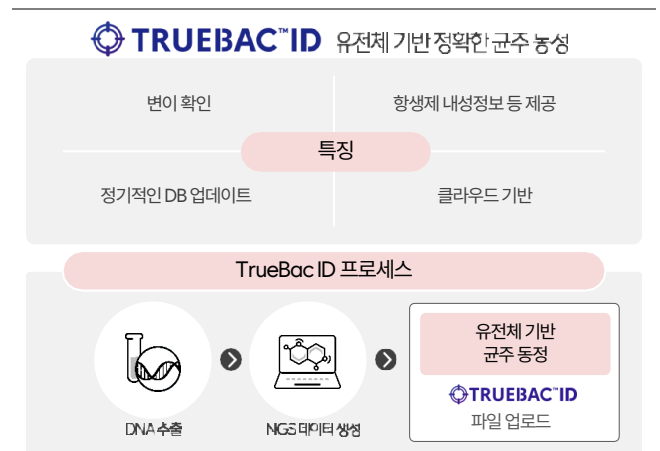 TRUEBAC™ID 유전체 기반 정확한 균주 동정
변이 확인
항생제 내성정보 등 제공
특징
정기적인 DB 업데이트
클라우드 기반
TrueBac ID 프로세스
DNA 추출
NGS 데이터 생성
유전체 기반
균주 동정
TRUEBAC™ID
파일 업로드